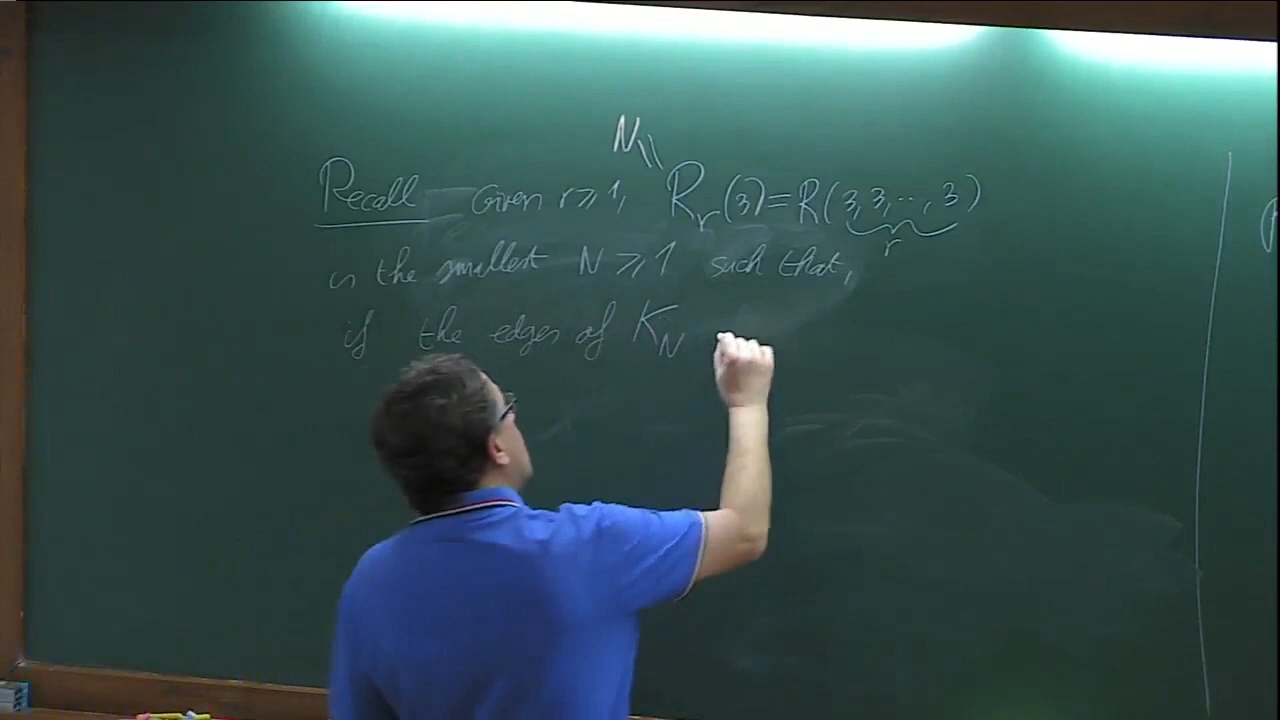 N
Recall Given r ⩾ 1, R_r(3) = R(3, 3, .., 3)
r
is the smallest N ⩾ 1 such that,
if the edges of K_N